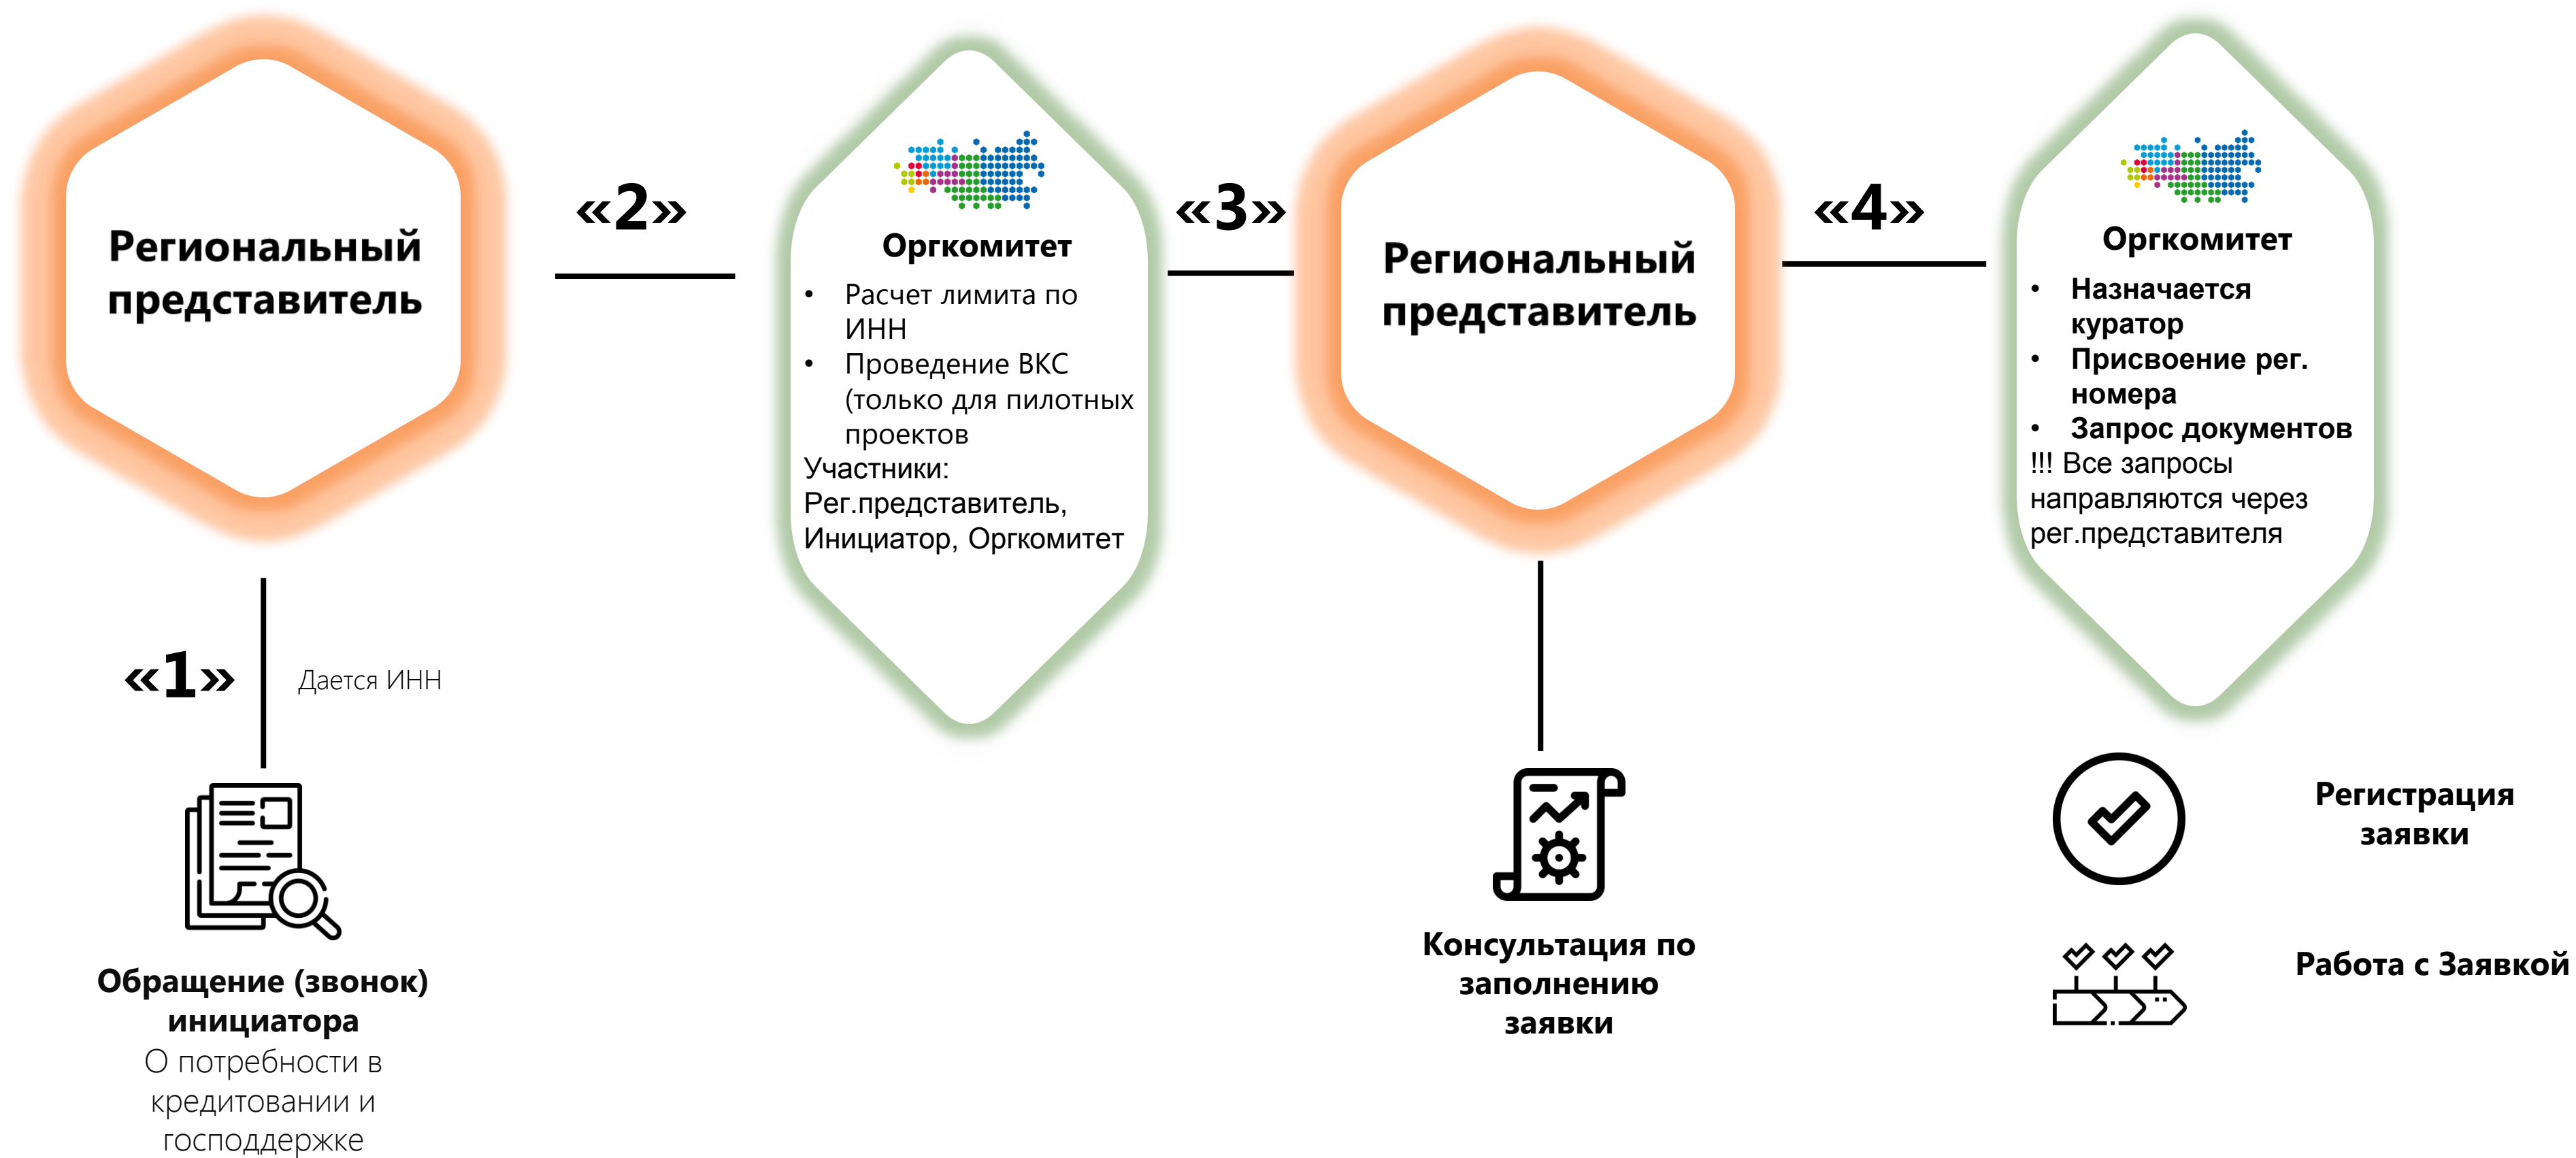 Региональный
представитель
«1»
Дается ИНН
Обращение (звонок)
инициатора
О потребности в
кредитовании и
господдержке
«2»
Оргкомитет
• Расчет лимита по
ИНН
• Проведение ВКС
(только для пилотных
проектов
Участники:
Рег.представитель,
Инициатор, Оргкомитет
«3»
Региональный
представитель
Консультация по
заполнению
заявки
«4»
Оргкомитет
• Назначается
куратор
• Присвоение рег.
номера
• Запрос документов
!!! Все запросы
направляются через
рег.представителя
Регистрация
заявки
Работа с Заявкой